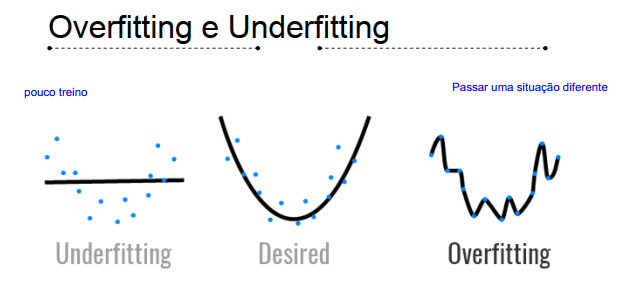 Overfitting e Underfitting
pouco treino
Passar uma situação diferente
Underfitting
Desired
Overfitting